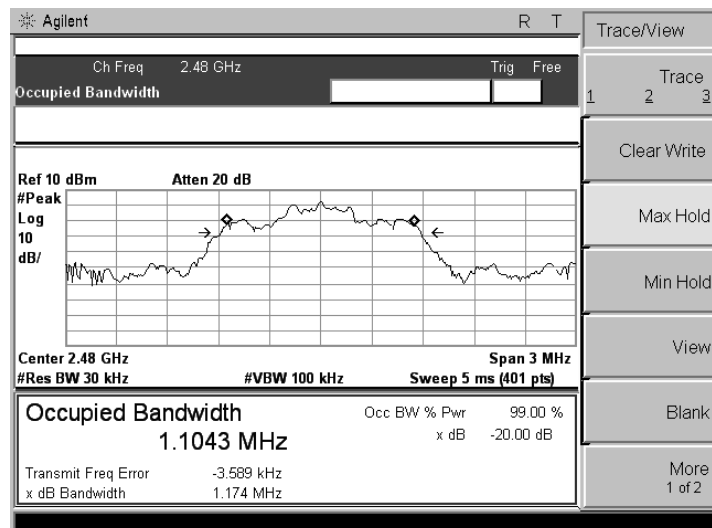 Agilent R T
Ch Freq 2.48 GHz Trig Free
Occupied Bandwidth
Ref 10 dBm Atten 20 dB
#Peak
Log
10
dB/
Center 2.48 GHz Span 3 MHz
#Res BW 30 kHz #VBW 100 kHz Sweep 5 ms (401 pts)
Occupied Bandwidth
1.1043 MHz
Occ BW % Pwr 99.00 %
x dB -20.00 dB
Transmit Freq Error -3.589 kHz
x dB Bandwidth 1.174 MHz
Trace/View
Trace
1 2 3
Clear Write
Max Hold
Min Hold
View
Blank
More
1 of 2